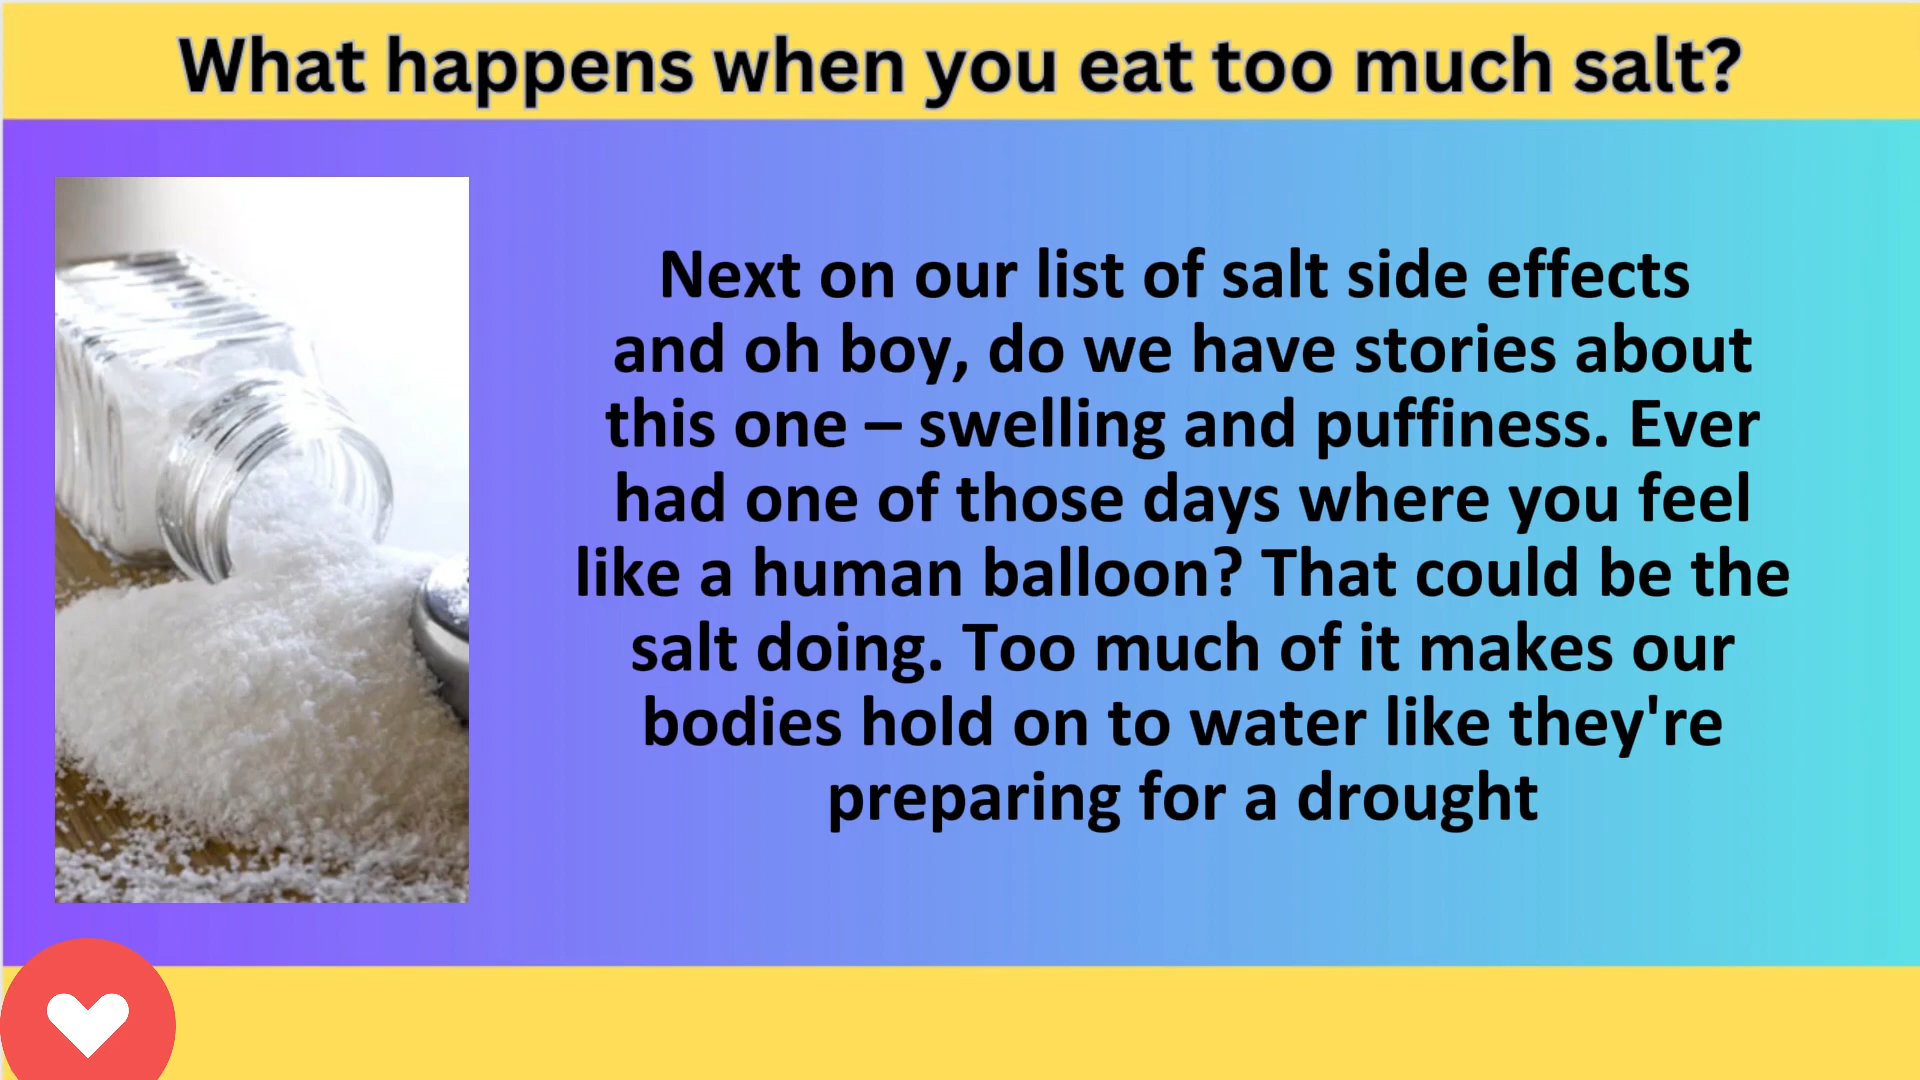 What happens when you eat too much salt?
Next on our list of salt side effects
and oh boy, do we have stories about
this one – swelling and puffiness. Ever
had one of those days where you feel
like a human balloon? That could be the
salt doing. Too much of it makes our
bodies hold on to water like they're
preparing for a drought